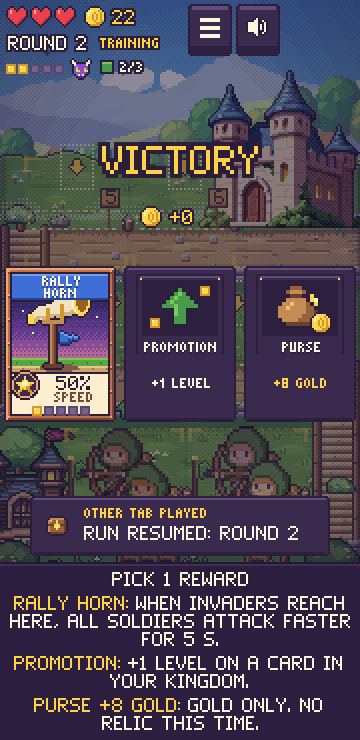 22
ROUND 2 TRAINING
2/3
VICTORY
5 6
+0
RALLY
HORN
50%
SPEED
PROMOTION
+1 LEVEL
PURSE
+8 GOLD
OTHER TAB PLAYED
RUN RESUMED: ROUND 2
PICK 1 REWARD
RALLY HORN: WHEN INVADERS REACH
HERE, ALL SOLDIERS ATTACK FASTER
FOR 5 S.
PROMOTION: +1 LEVEL ON A CARD IN
YOUR KINGDOM.
PURSE +8 GOLD: GOLD ONLY. NO
RELIC THIS TIME.